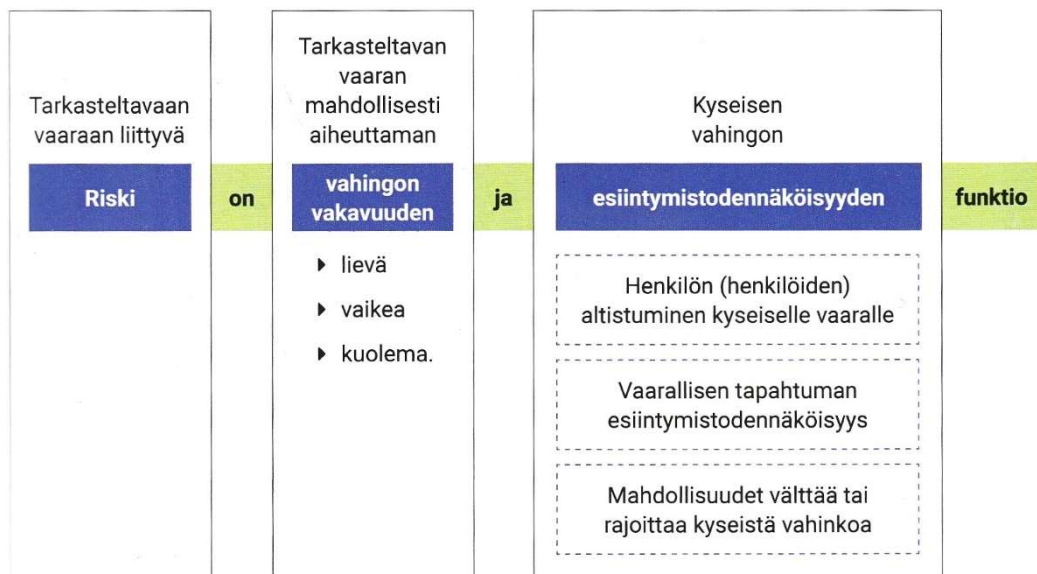 Tarkasteltavaan
vaaraan liittyvä
Riski
on
Tarkasteltavan
vaaran
mahdollisesti
aiheuttaman
vahingon
vakavuuden
lievä
vaikea
kuolema.
ja
Kyseisen
vahingon
esiintymistodennäköisyyden
Henkilön (henkilöiden)
altistuminen kyseiselle vaaralle
Vaarallisen tapahtuman
esiintymistodennäköisyys
Mahdollisuudet välttää tai
rajoittaa kyseistä vahinkoa
funktio